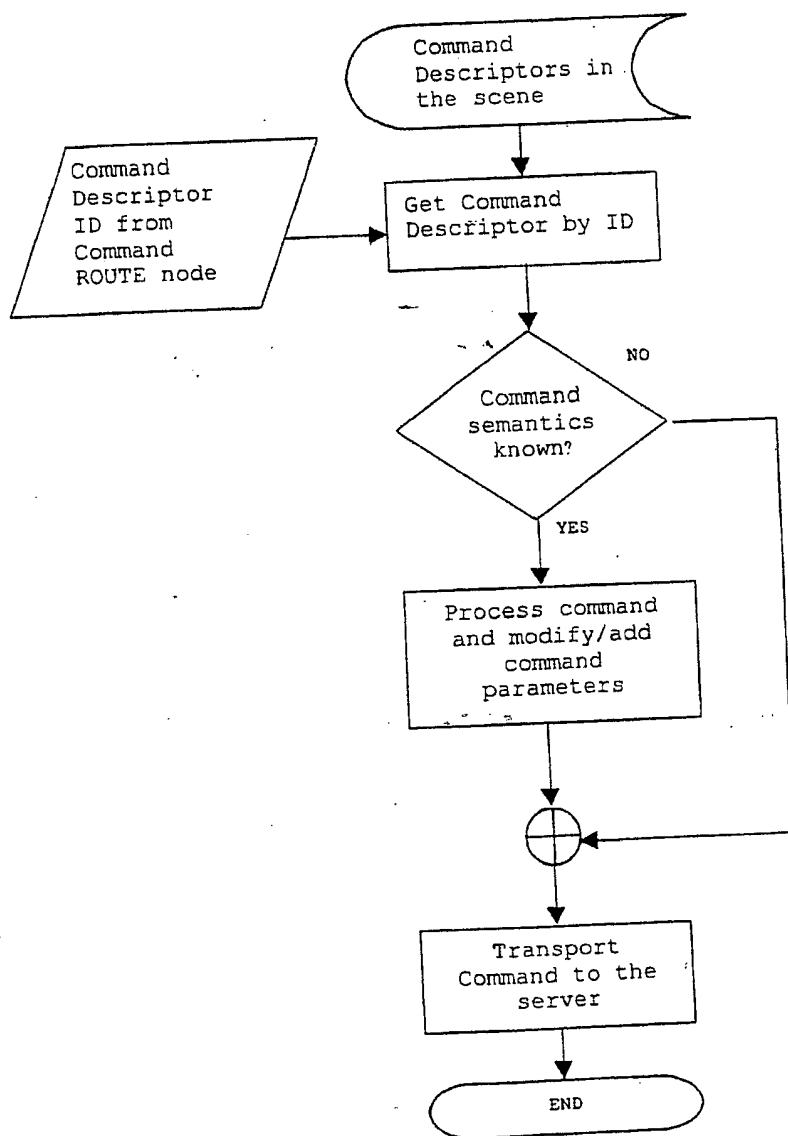 Command
Descriptors in
the scene
Command
Descriptor
ID from
Command
ROUTE node
Get Command
Descriptor by ID
NO
Command
semantics
known?
YES
Process command
and modify/add
command
parameters
Transport
Command to the
server
END